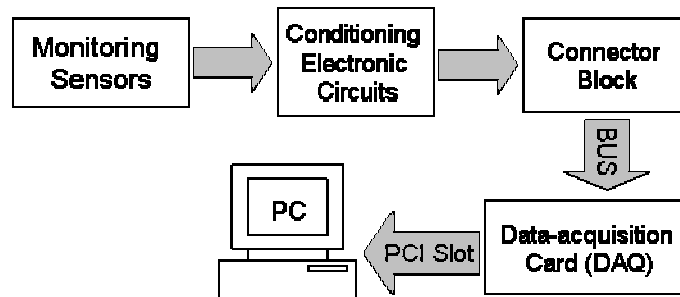 Monitoring
Sensors
Conditioning
Electronic
Circuits
Connector
Block
BUS
Data-acquisition
Card (DAQ)
PCI Slot
PC